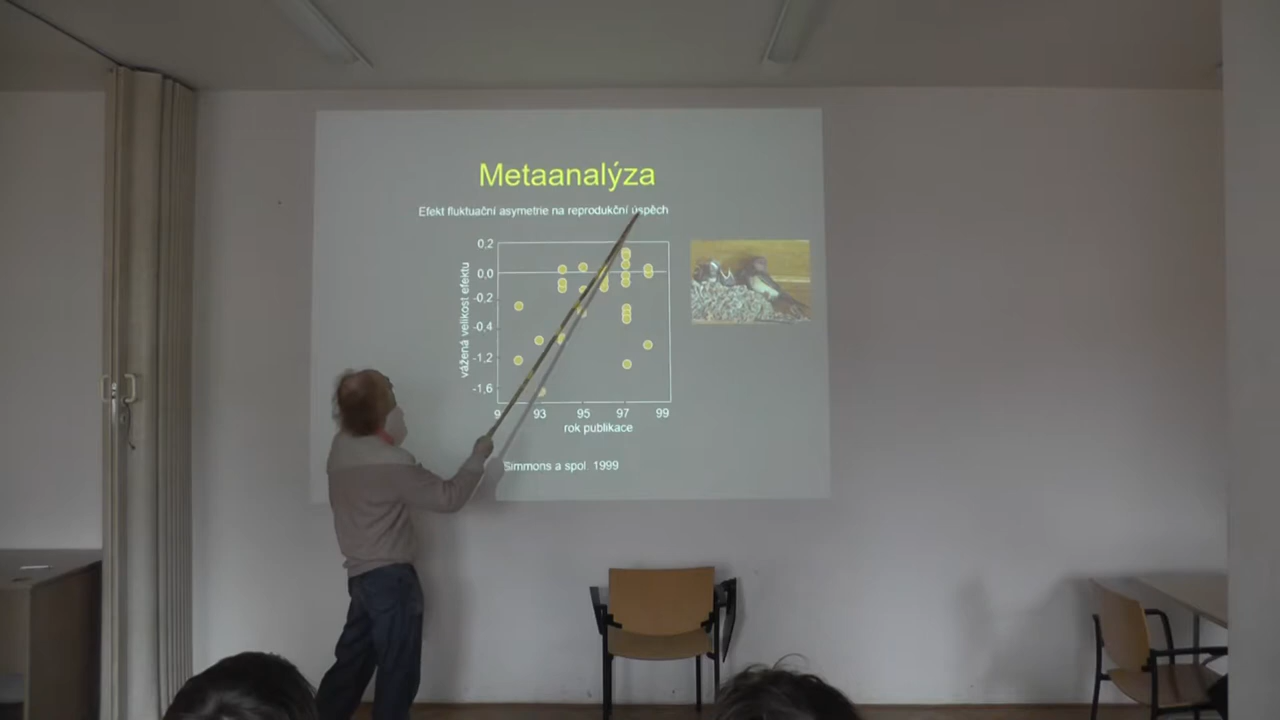 Metaanalýza
Efekt fluktuační asymetrie na reprodukční úspěch
vážená velikost efektu
0,2
0,0
-0,2
-0,4
-1,2
-1,6
93 95 97 99
rok publikace
Simmons a spol. 1999